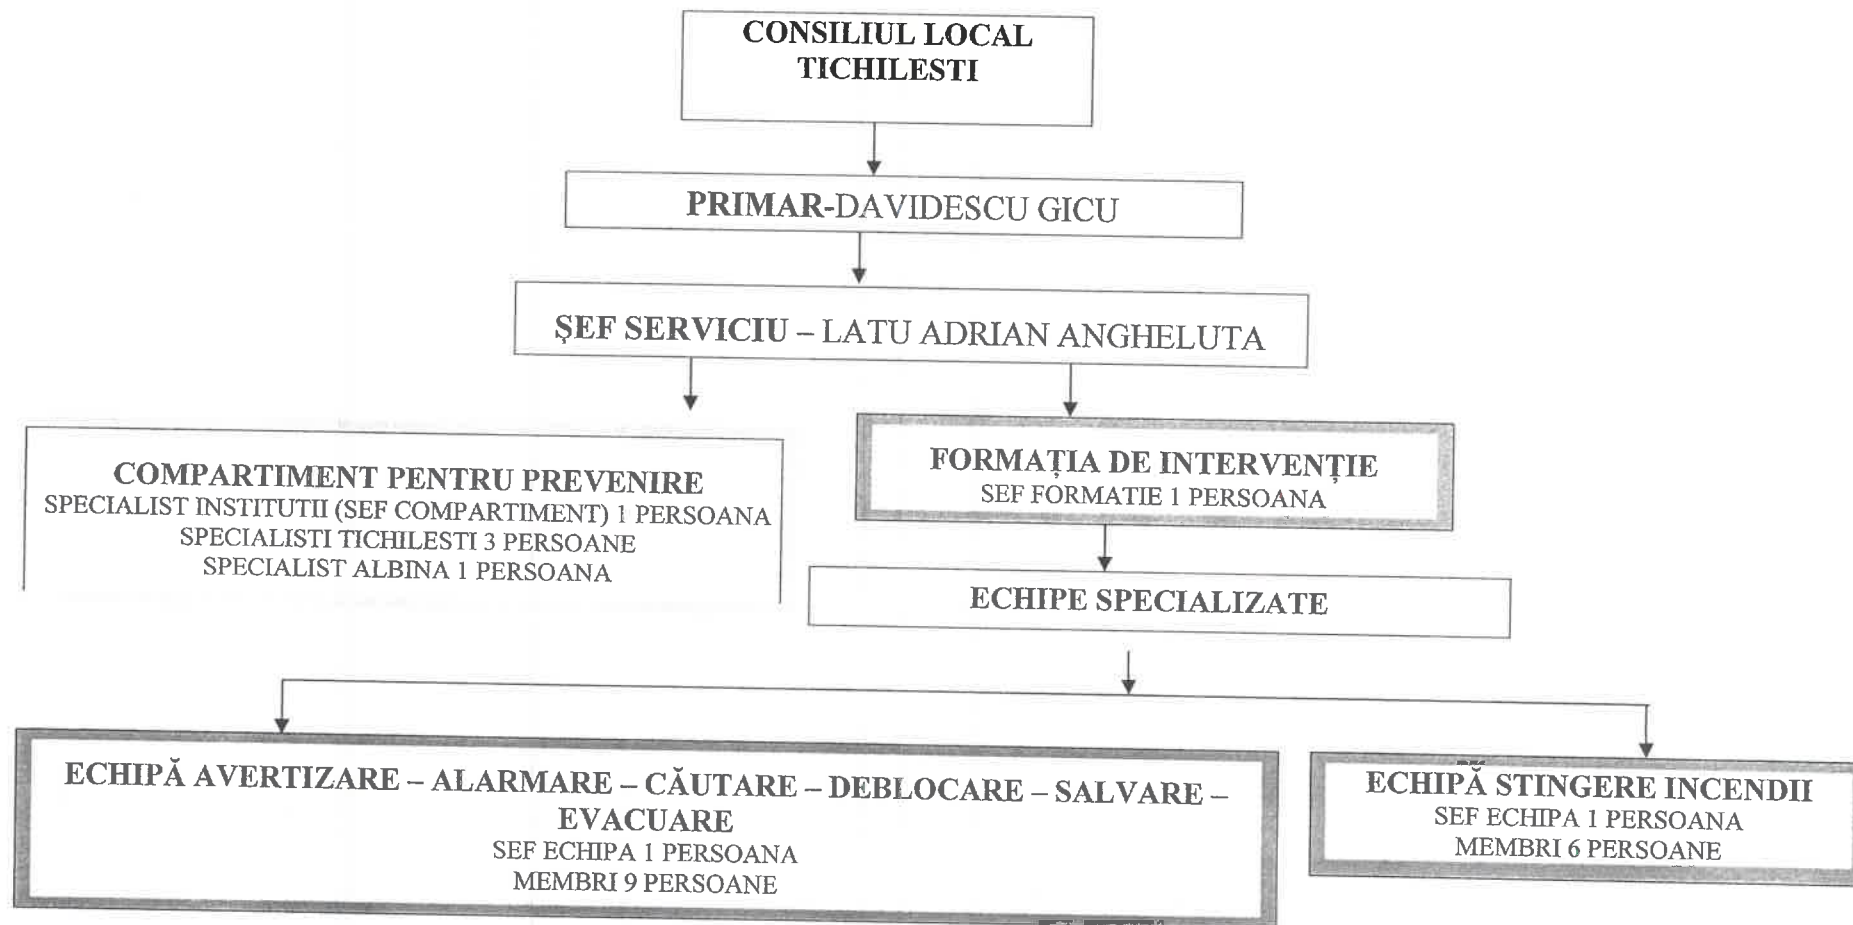 CONSILIUL LOCAL
TICHILESTI
PRIMAR-DAVIDESCU GICU
ŞEF SERVICIU – LATU ADRIAN ANGHELUTA
COMPARTIMENT PENTRU PREVENIRE
SPECIALIST INSTITUTII (SEF COMPARTIMENT) 1 PERSOANA
SPECIALISTI TICHILESTI 3 PERSOANE
SPECIALIST ALBINA 1 PERSOANA
FORMAȚIA DE INTERVENȚIE
SEF FORMATIE 1 PERSOANA
ECHIPE SPECIALIZATE
ECHIPĂ AVERTIZARE – ALARMARE – CĂUTARE – DEBLOCARE – SALVARE –
EVACUARE
SEF ECHIPA 1 PERSOANA
MEMBRI 9 PERSOANE
ECHIPĂ STINGERE INCENDII
SEF ECHIPA 1 PERSOANA
MEMBRI 6 PERSOANE